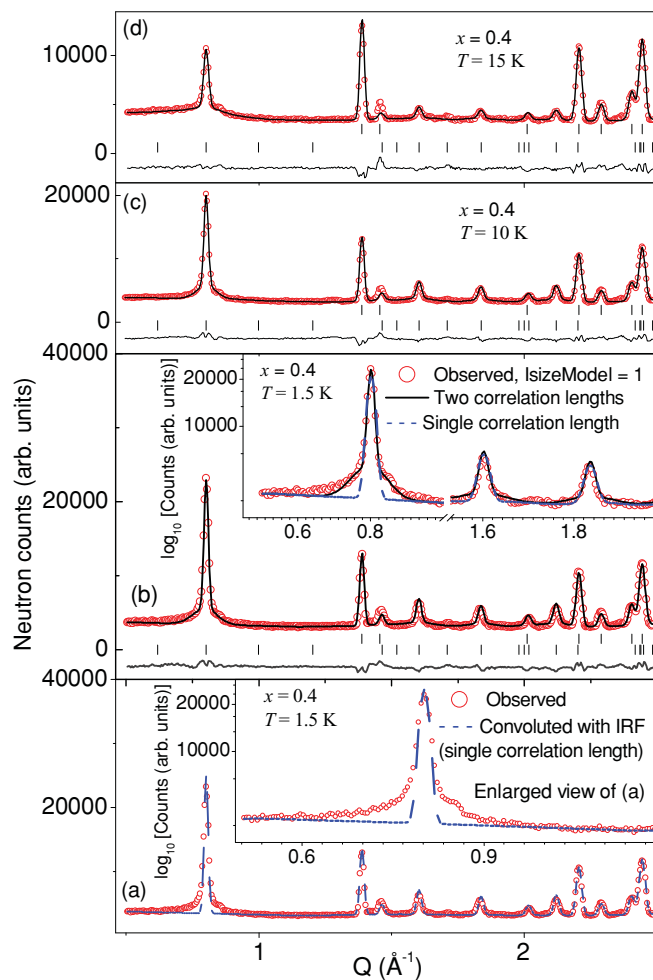 (d)
x = 0.4
T = 15 K
10000
0
20000
(c)
x = 0.4
T = 10 K
0
40000
log10 [Counts (arb. units)]
x = 0.4
T = 1.5 K
20000
10000
Observed, IsizeModel = 1
Two correlation lengths
Single correlation length
0.6
0.8
1.6
1.8
20000
(b)
0
Neutron counts (arb. units)
40000
log10 [Counts (arb. units)]
x = 0.4
T = 1.5 K
20000
10000
Observed
Convoluted with IRF
(single correlation length)
Enlarged view of (a)
0.6
0.9
20000
(a)
0
1
2
Q (Å-1)